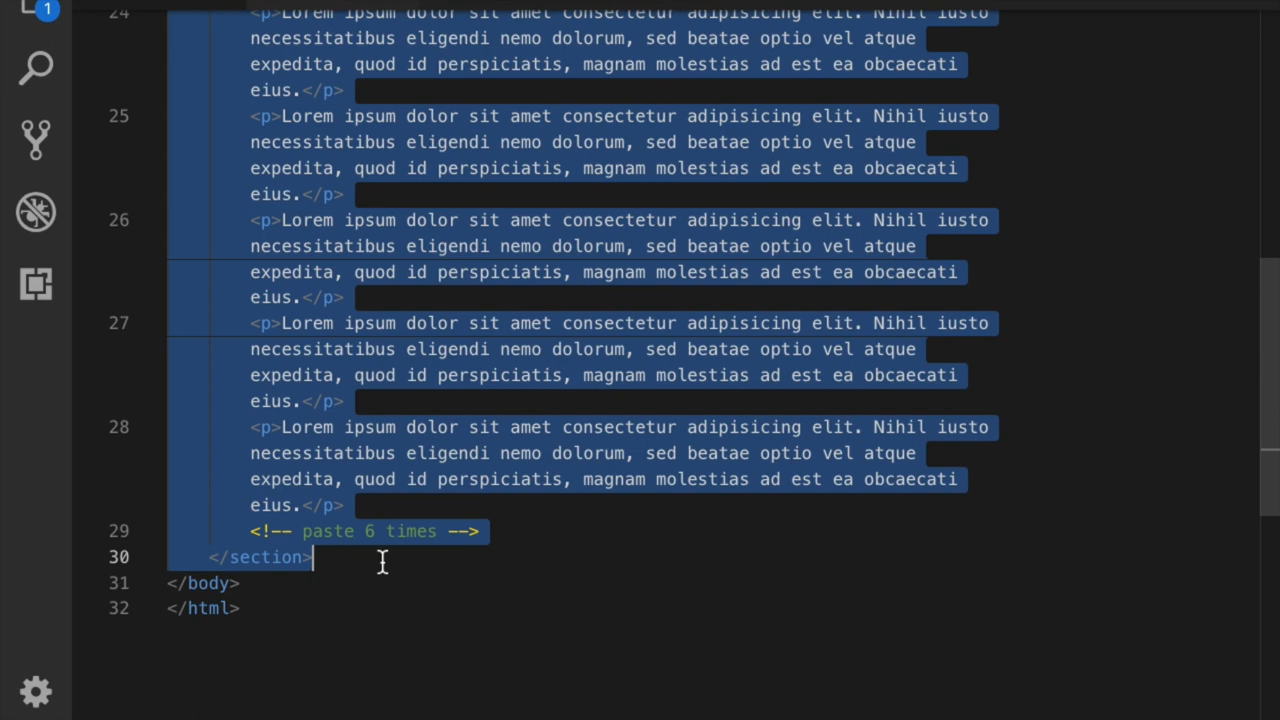 1
24 <p>Lorem ipsum dolor sit amet consectetur adipisicing elit. Nihil iusto
necessitatibus eligendi nemo dolorum, sed beatae optio vel atque
expedita, quod id perspiciatis, magnam molestias ad est ea obcaecati
eius.</p>
25 <p>Lorem ipsum dolor sit amet consectetur adipisicing elit. Nihil iusto
necessitatibus eligendi nemo dolorum, sed beatae optio vel atque
expedita, quod id perspiciatis, magnam molestias ad est ea obcaecati
eius.</p>
26 <p>Lorem ipsum dolor sit amet consectetur adipisicing elit. Nihil iusto
necessitatibus eligendi nemo dolorum, sed beatae optio vel atque
expedita, quod id perspiciatis, magnam molestias ad est ea obcaecati
eius.</p>
27 <p>Lorem ipsum dolor sit amet consectetur adipisicing elit. Nihil iusto
necessitatibus eligendi nemo dolorum, sed beatae optio vel atque
expedita, quod id perspiciatis, magnam molestias ad est ea obcaecati
eius.</p>
28 <p>Lorem ipsum dolor sit amet consectetur adipisicing elit. Nihil iusto
necessitatibus eligendi nemo dolorum, sed beatae optio vel atque
expedita, quod id perspiciatis, magnam molestias ad est ea obcaecati
eius.</p>
29 <!-- paste 6 times -->
30 </section>
31 </body>
32 </html>